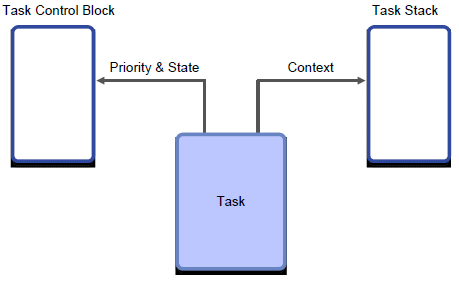 Task Control Block
Task Stack
Priority & State
Context
Task